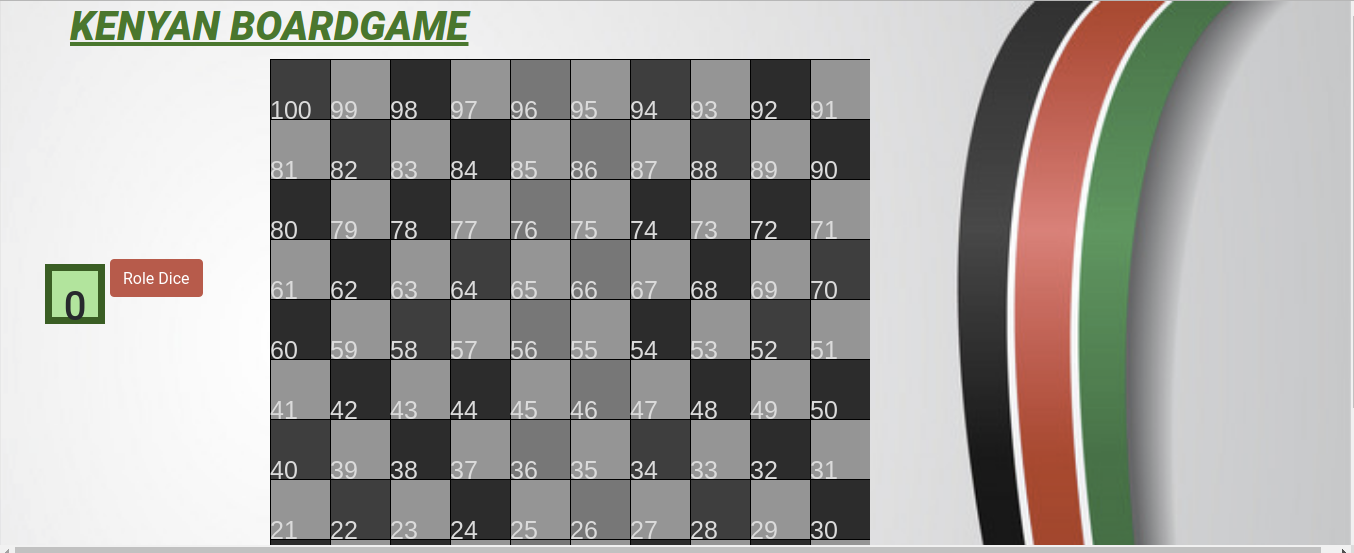 KENYAN BOARDGAME
100 99 98 97 96 95 94 93 92 91
81 82 83 84 85 86 87 88 89 90
80 79 78 77 76 75 74 73 72 71
0 Role Dice
61 62 63 64 65 66 67 68 69 70
60 59 58 57 56 55 54 53 52 51
41 42 43 44 45 46 47 48 49 50
40 39 38 37 36 35 34 33 32 31
21 22 23 24 25 26 27 28 29 30